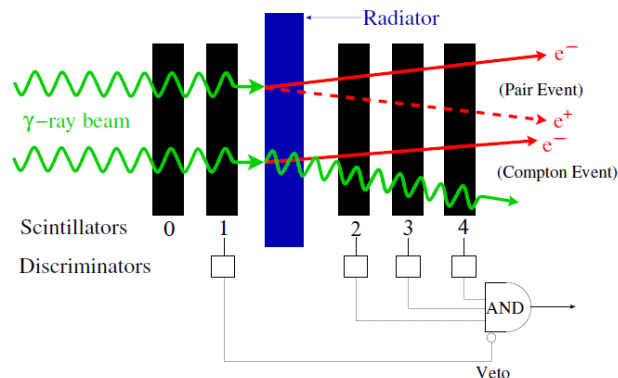 Radiator
e−
(Pair Event)
γ−ray beam
e+
e−
(Compton Event)
Scintillators 0 1 2 3 4
Discriminators
AND
Veto